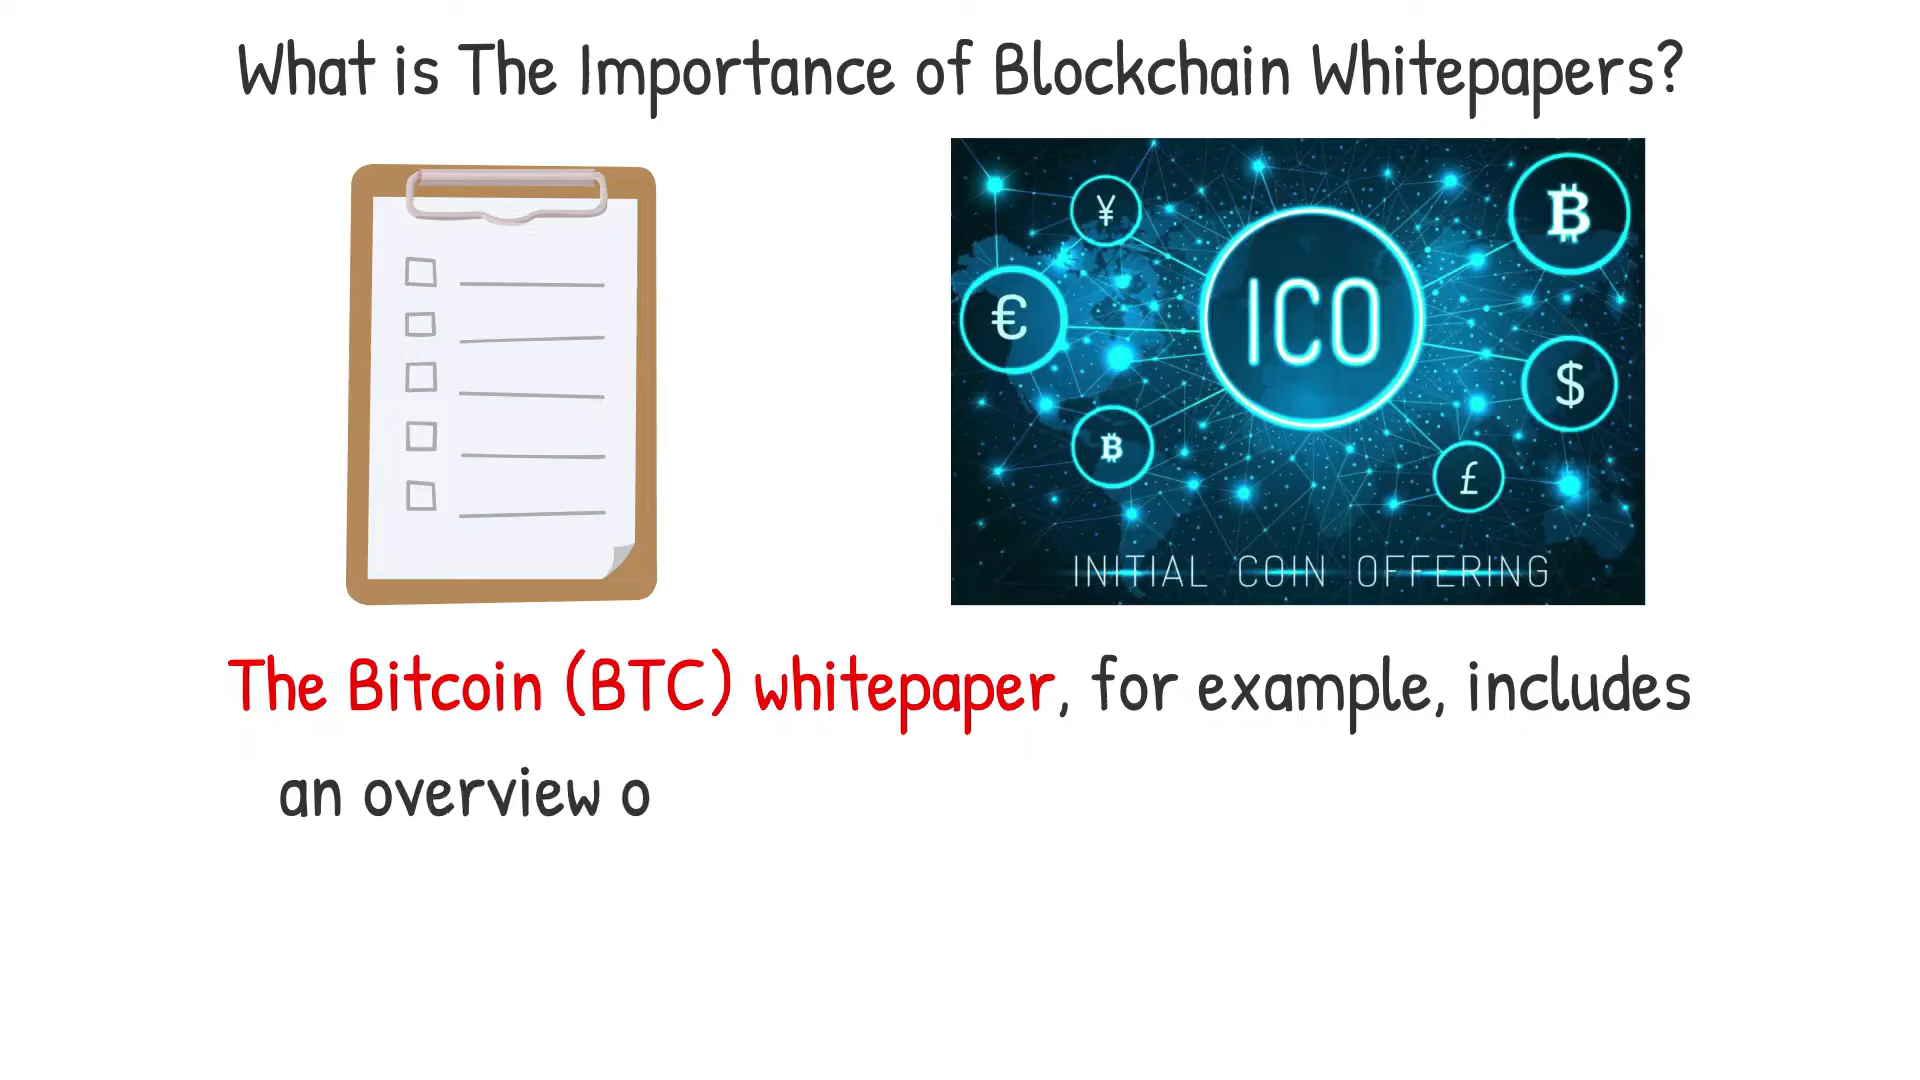 What is The Importance of Blockchain Whitepapers?
¥
฿
€
ICO
$
฿
£
INITIAL COIN OFFERING
The Bitcoin (BTC) whitepaper, for example, includes
an overview o